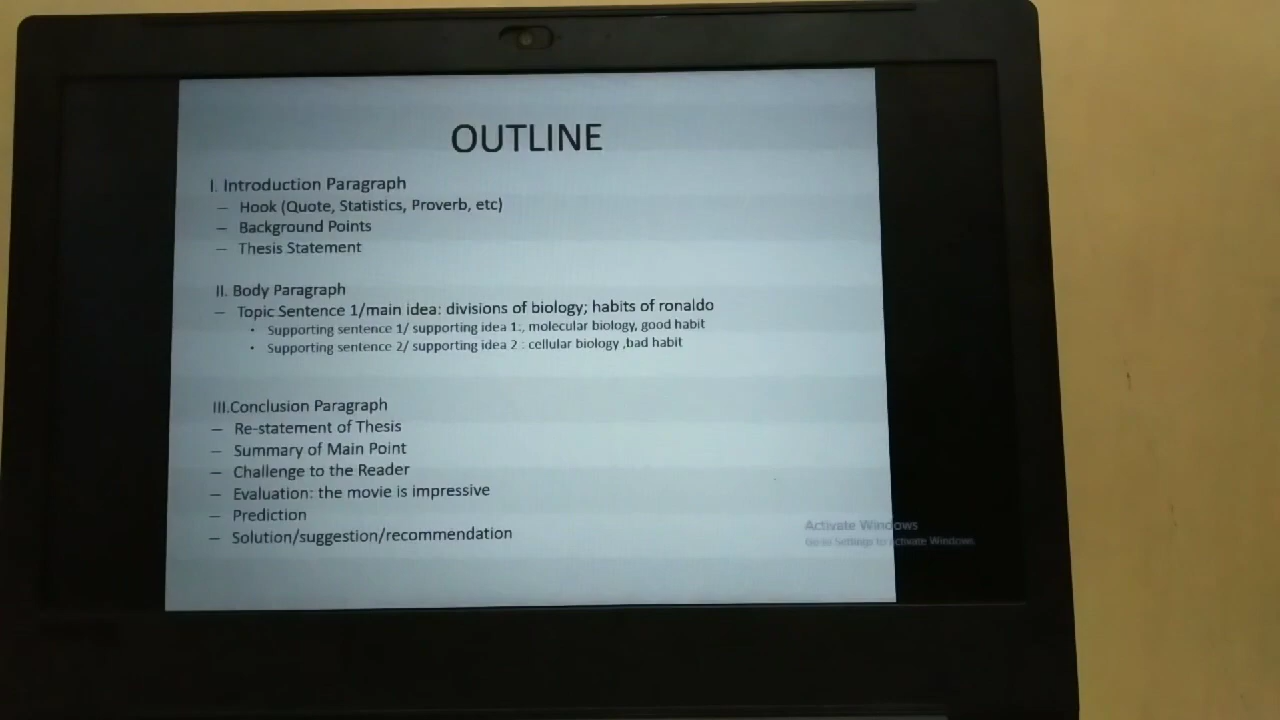 OUTLINE
I. Introduction Paragraph
– Hook (Quote, Statistics, Proverb, etc)
– Background Points
– Thesis Statement
II. Body Paragraph
– Topic Sentence 1/main idea: divisions of biology; habits of ronaldo
• Supporting sentence 1/ supporting idea 1:, molecular biology, good habit
• Supporting sentence 2/ supporting idea 2 : cellular biology ,bad habit
III.Conclusion Paragraph
– Re-statement of Thesis
– Summary of Main Point
– Challenge to the Reader
– Evaluation: the movie is impressive
– Prediction
– Solution/suggestion/recommendation
Activate Windows
Go to Settings to activate Windows.